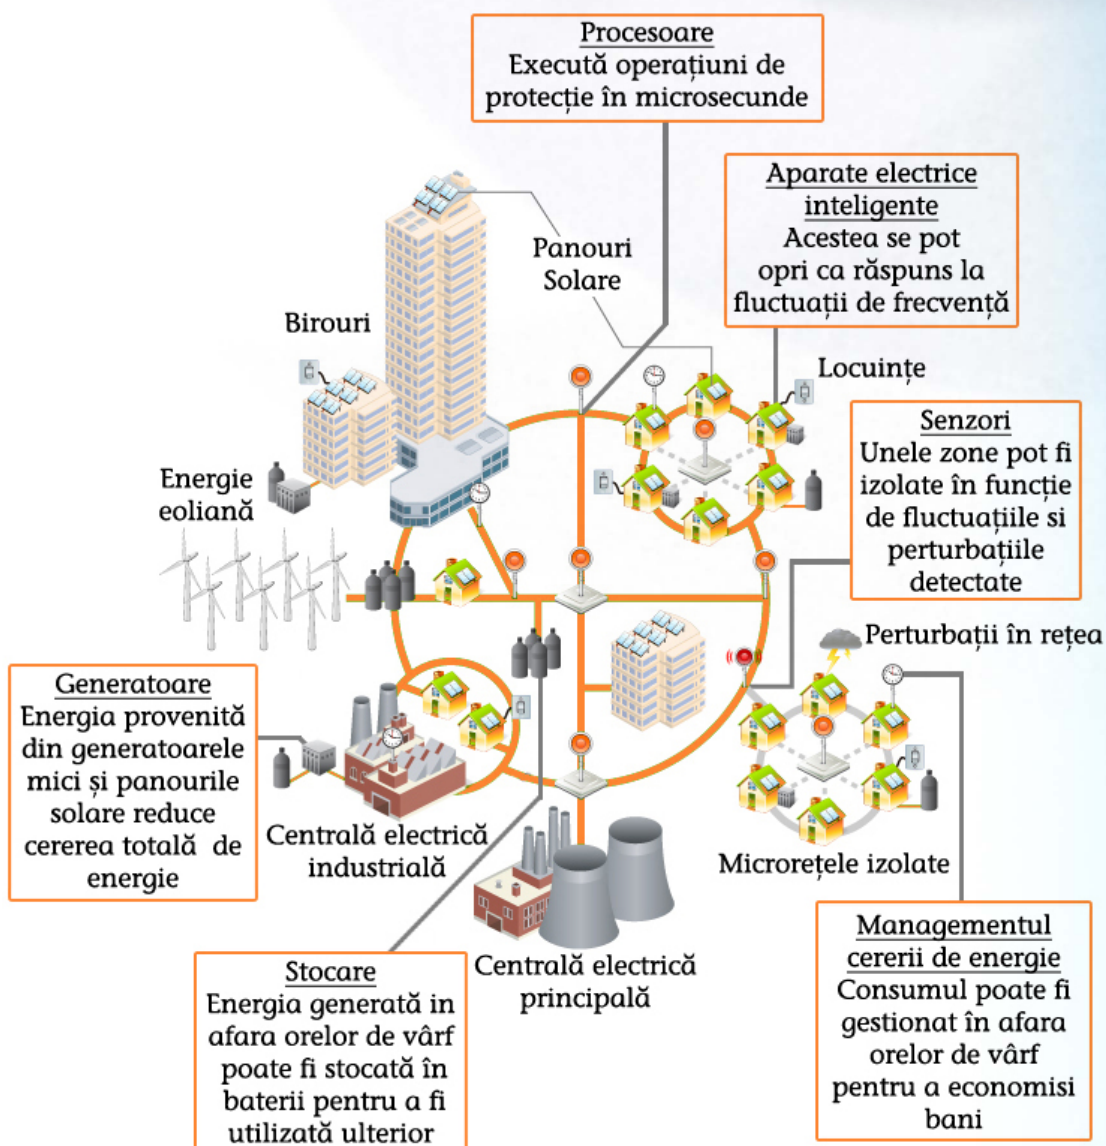 Procesoare
Execută operațiuni de
protecție în microsecunde
Aparate electrice
inteligente
Acestea se pot
opri ca răspuns la
fluctuații de frecvență
Panouri
Solare
Birouri
Locuințe
Senzori
Unele zone pot fi
izolate în funcție
de fluctuațiile si
perturbațiile
detectate
Energie
eoliană
Perturbații în rețea
Generatoare
Energia provenită
din generatoarele
mici și panourile
solare reduce
cererea totală de
energie
Centrală electrică
industrială
Microrețele izolate
Centrală electrică
principală
Stocare
Energia generată in
afara orelor de vârf
poate fi stocată în
baterii pentru a fi
utilizată ulterior
Managementul
cererii de energie
Consumul poate fi
gestionat în afara
orelor de vârf
pentru a economisi
bani